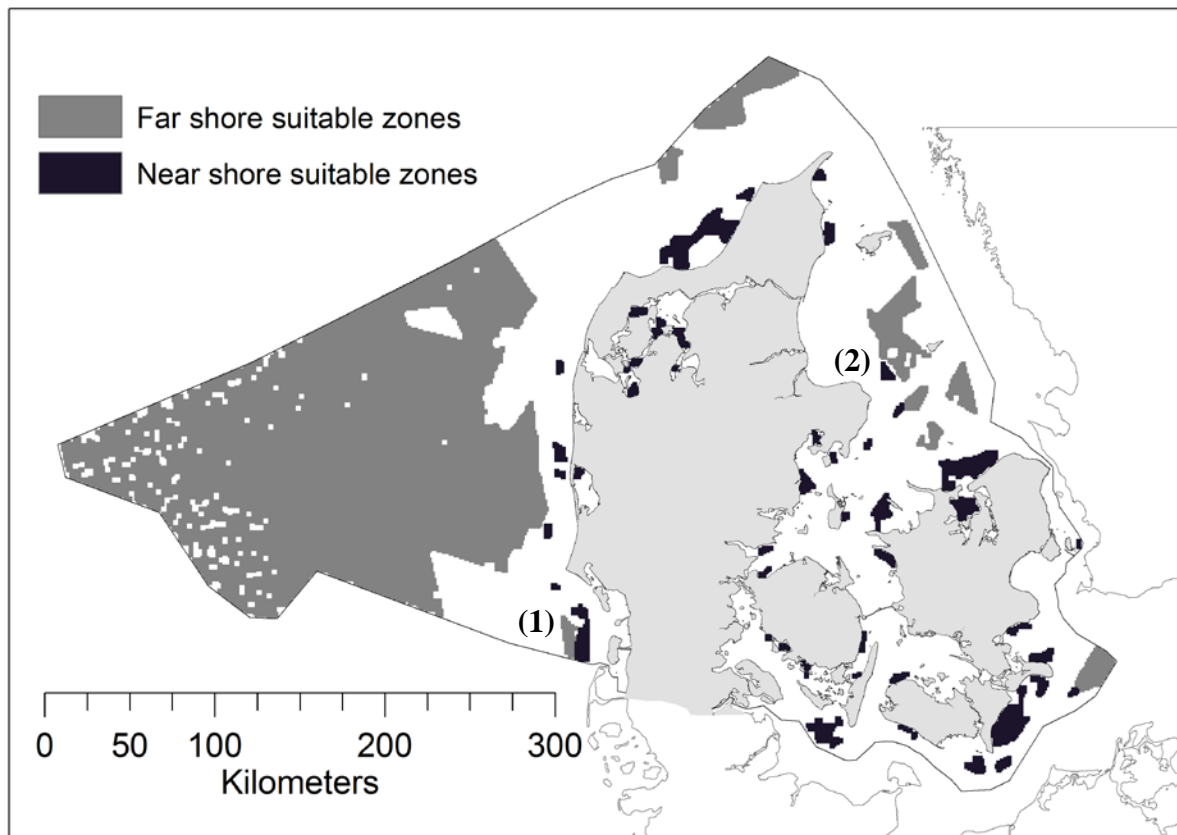 Far shore suitable zones
Near shore suitable zones
(2)
(1)
0 50 100 200 300
Kilometers